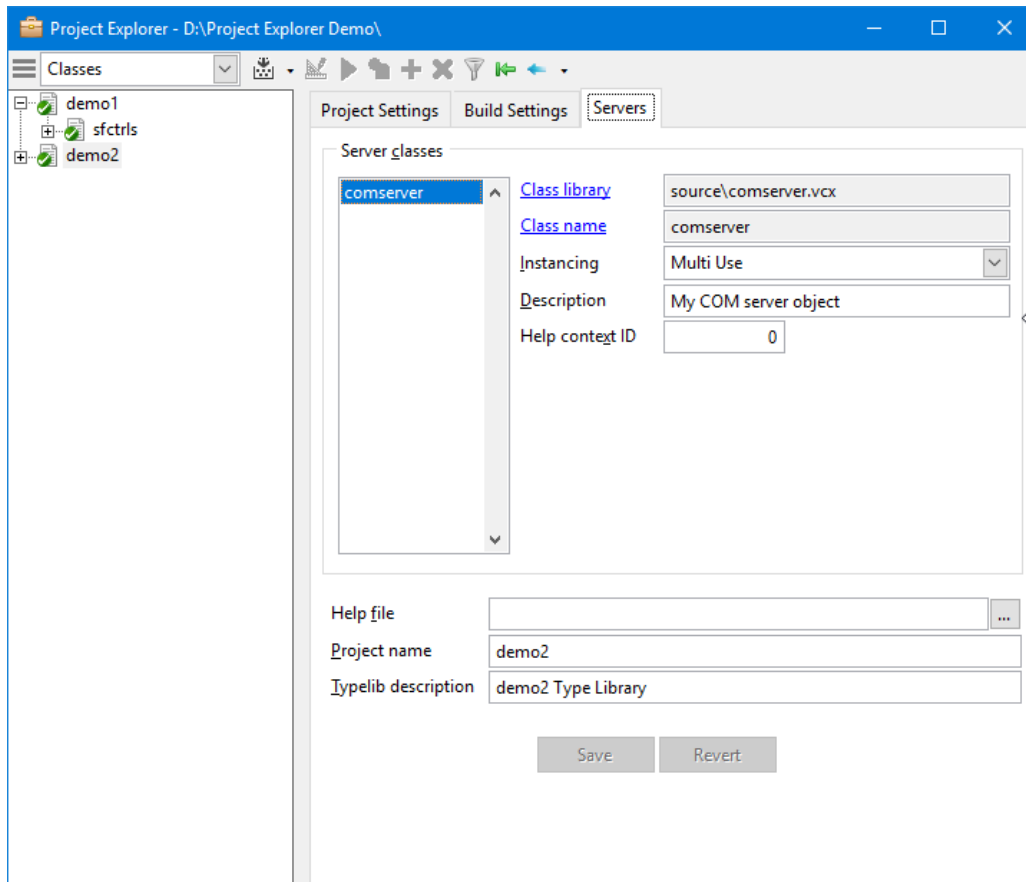 Project Explorer - D:\Project Explorer Demo\
Classes
demo1
sfctrls
demo2
Project Settings Build Settings Servers
Server classes
comserver
Class library source\comserver.vcx
Class name comserver
Instancing Multi Use
Description My COM server object
Help context ID 0
Help file ...
Project name demo2
Typelib description demo2 Type Library
Save Revert